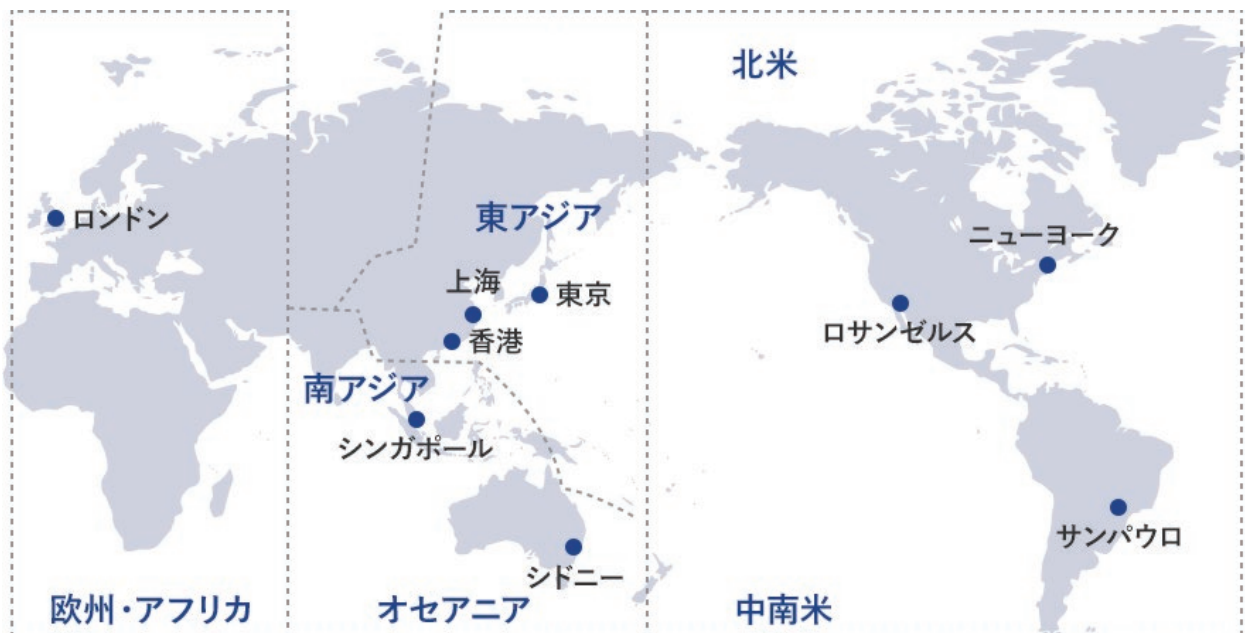 北米
ロンドン
東アジア
ニューヨーク
上海
東京
ロサンゼルス
香港
南アジア
シンガポール
サンパウロ
シドニー
欧州・アフリカ
オセアニア
中南米